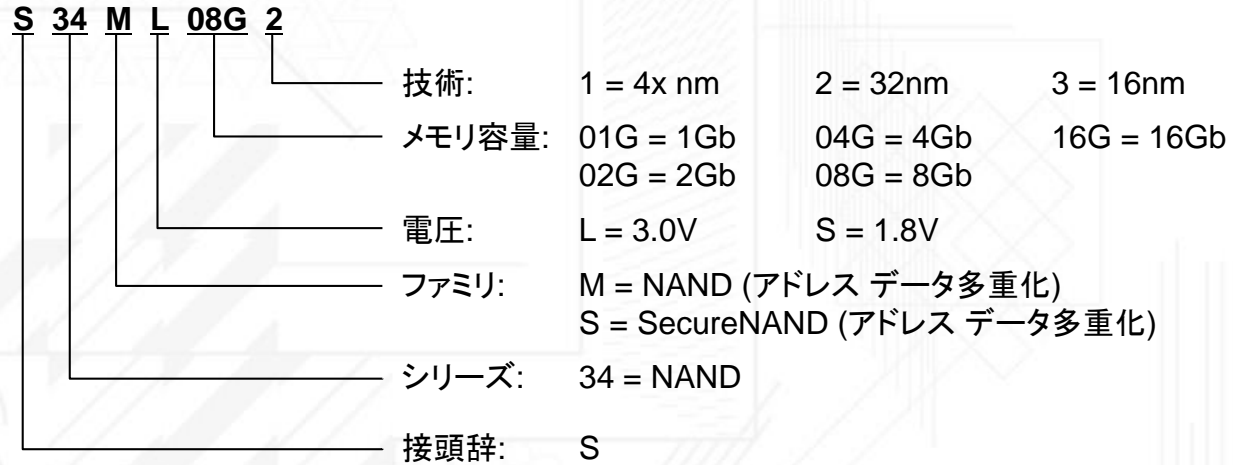 S 34 M L 08G 2
技術: 1 = 4x nm 2 = 32nm 3 = 16nm
メモリ容量: 01G = 1Gb 04G = 4Gb 16G = 16Gb
02G = 2Gb 08G = 8Gb
電圧: L = 3.0V S = 1.8V
ファミリ: M = NAND (アドレス データ多重化)
S = SecureNAND (アドレス データ多重化)
シリーズ: 34 = NAND
接頭辞: S